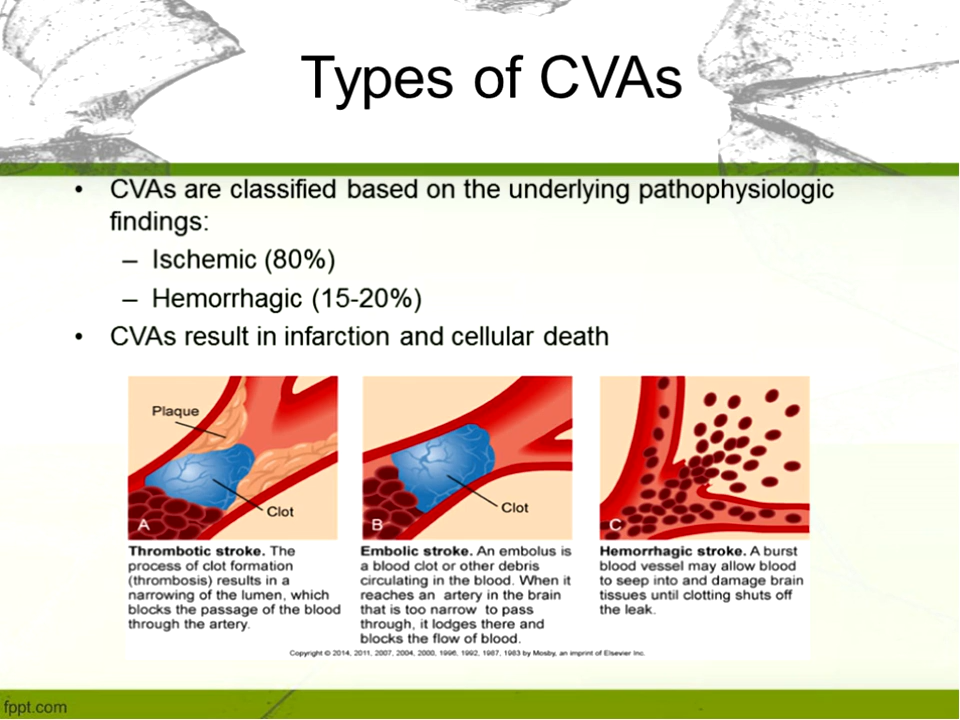 Types of CVAs
• CVAs are classified based on the underlying pathophysiologic
findings:
– Ischemic (80%)
– Hemorrhagic (15-20%)
• CVAs result in infarction and cellular death
Plaque
Clot
A
Thrombotic stroke. The
process of clot formation
(thrombosis) results in a
narrowing of the lumen, which
blocks the passage of the blood
through the artery.
Clot
B
Embolic stroke. An embolus is
a blood clot or other debris
circulating in the blood. When it
reaches an artery in the brain
that is too narrow to pass
through, it lodges there and
blocks the flow of blood.
C
Hemorrhagic stroke. A burst
blood vessel may allow blood
to seep into and damage brain
tissues until clotting shuts off
the leak.
Copyright © 2014, 2011, 2007, 2004, 2000, 1996, 1992, 1987, 1983 by Mosby, an imprint of Elsevier Inc.
fppt.com